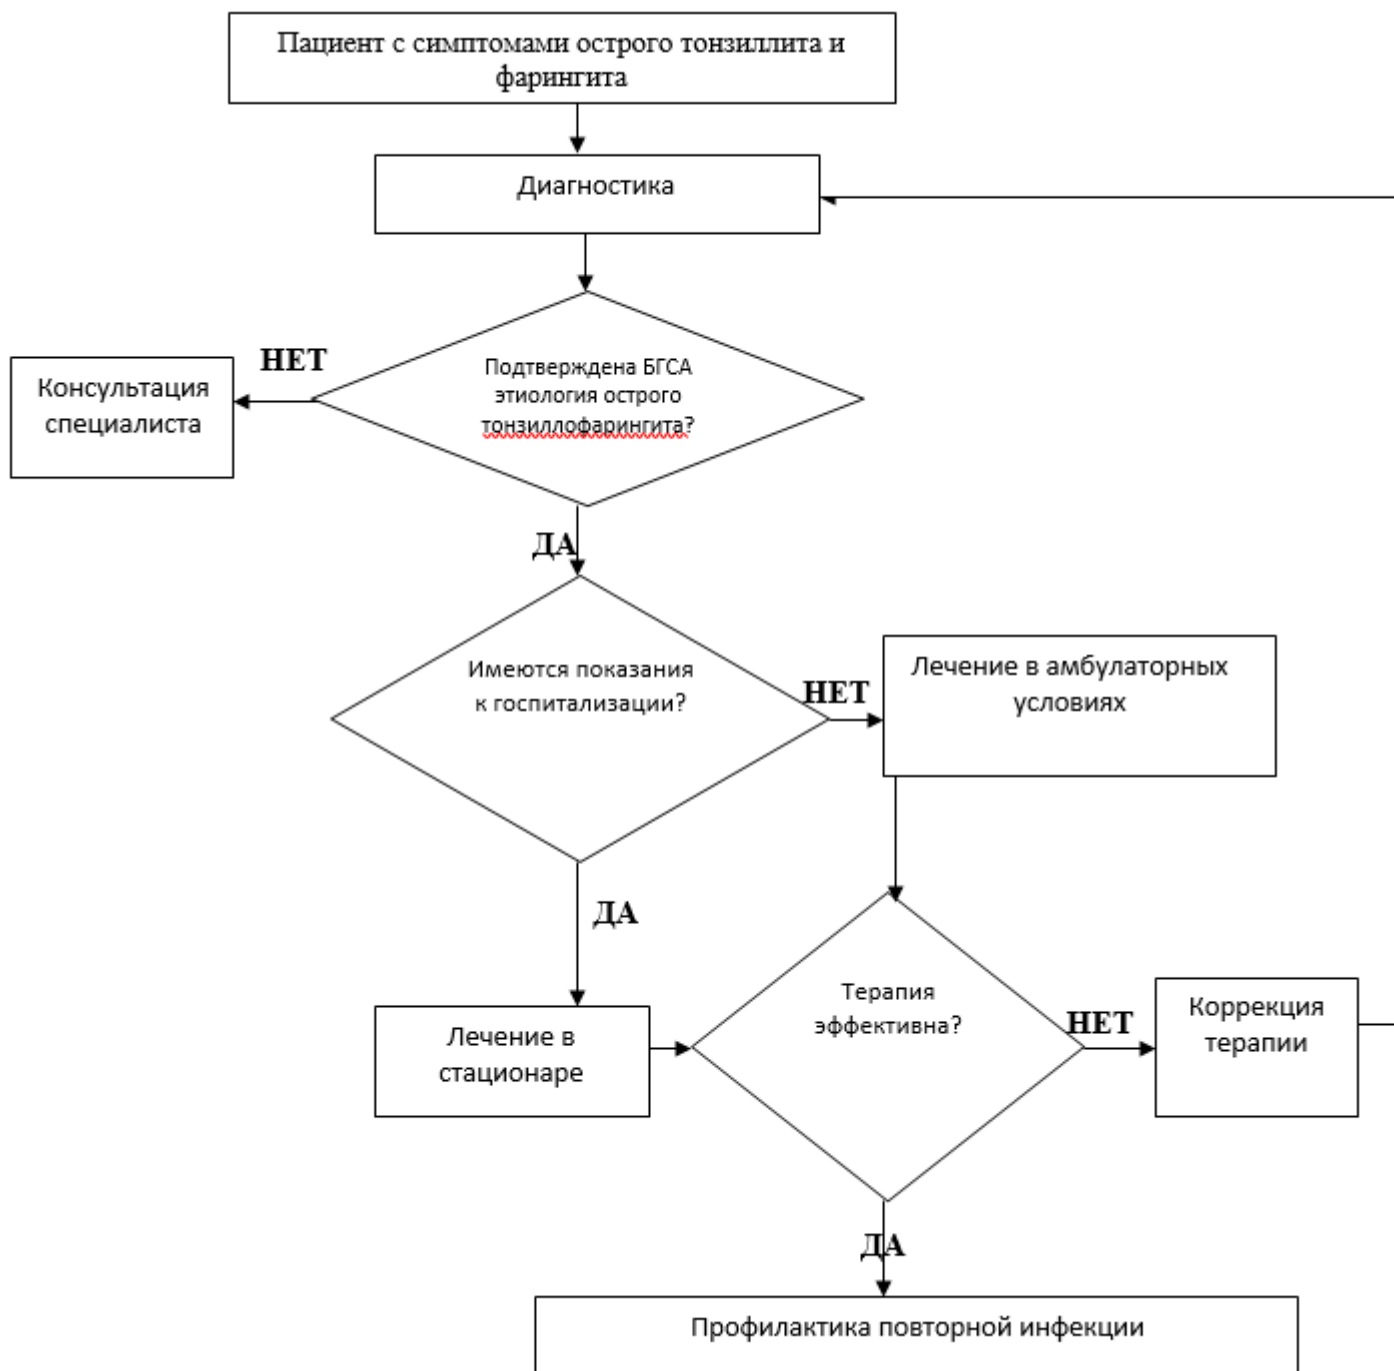 Пациент с симптомами острого тонзиллита и
фарингита
Диагностика
НЕТ
Консультация
специалиста
Подтверждена БГСА
этиология острого
тонзиллофарингита?
ДА
Имеются показания
к госпитализации?
НЕТ
Лечение в амбулаторных
условиях
ДА
Лечение в
стационаре
Терапия
эффективна?
НЕТ
Коррекция
терапии
ДА
Профилактика повторной инфекции